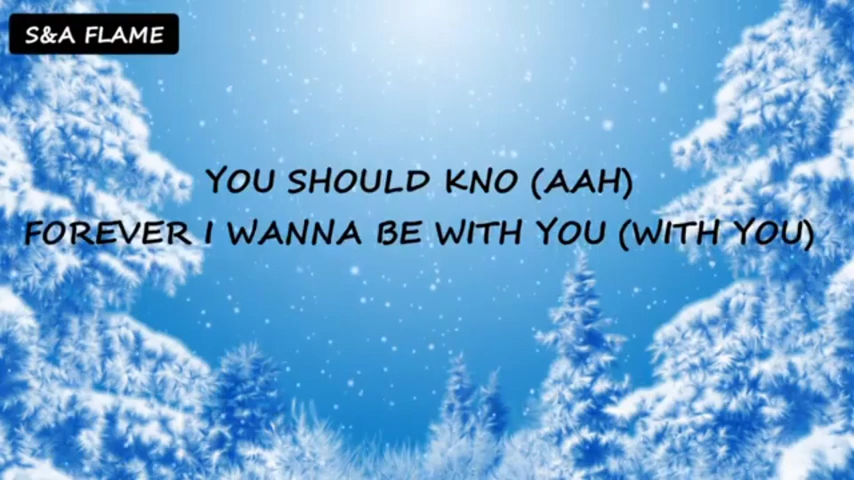 S&A FLAME
YOU SHOULD KNO (AAH)
FOREVER I WANNA BE WITH YOU (WITH YOU)